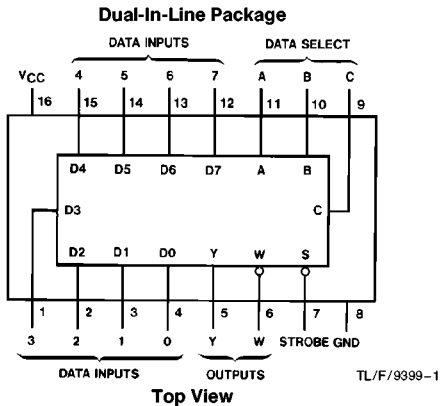 Dual-In-Line Package
DATA INPUTS DATA SELECT
VCC 4 5 6 7 A B C
16 15 14 13 12 11 10 9
D4 D5 D6 D7 A B
D3 C
D2 D1 D0 Y W S
1 2 3 4 5 6 7 8
3 2 1 0 Y W STROBE GND
DATA INPUTS OUTPUTS TL/F/9399-1
Top View